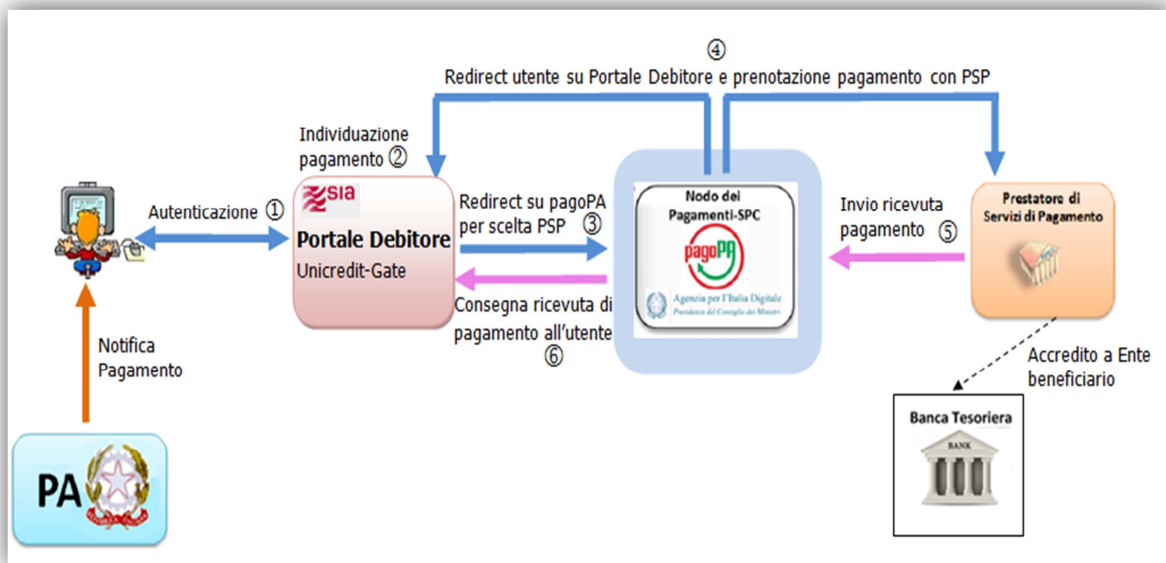 ④
Redirect utente su Portale Debitore e prenotazione pagamento con PSP
Individuazione
pagamento ②
sia
Portale Debitore
Unicredit-Gate
Autenticazione ①
Redirect su pagoPA
per scelta PSP ③
Consegna ricevuta di
pagamento all'utente
⑥
Nodo dei
Pagamenti-SPC
pagoPA
Agenzia per l'Italia Digitale
Presidenza del Consiglio dei Ministri
Invio ricevuta
pagamento ⑤
Prestatore di
Servizi di Pagamento
Notifica
Pagamento
Accredito a Ente
beneficiario
Banca Tesoriera
BANK
PA